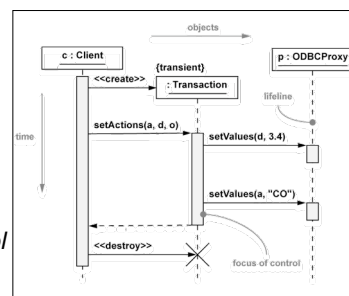 objects
{transient}
c : Client
p : ODBCProxy
<<create>>
: Transaction
lifeline
time
setActions(a, d, o)
setValues(d, 3.4)
setValues(a, "CO")
<<destroy>>
focus of control